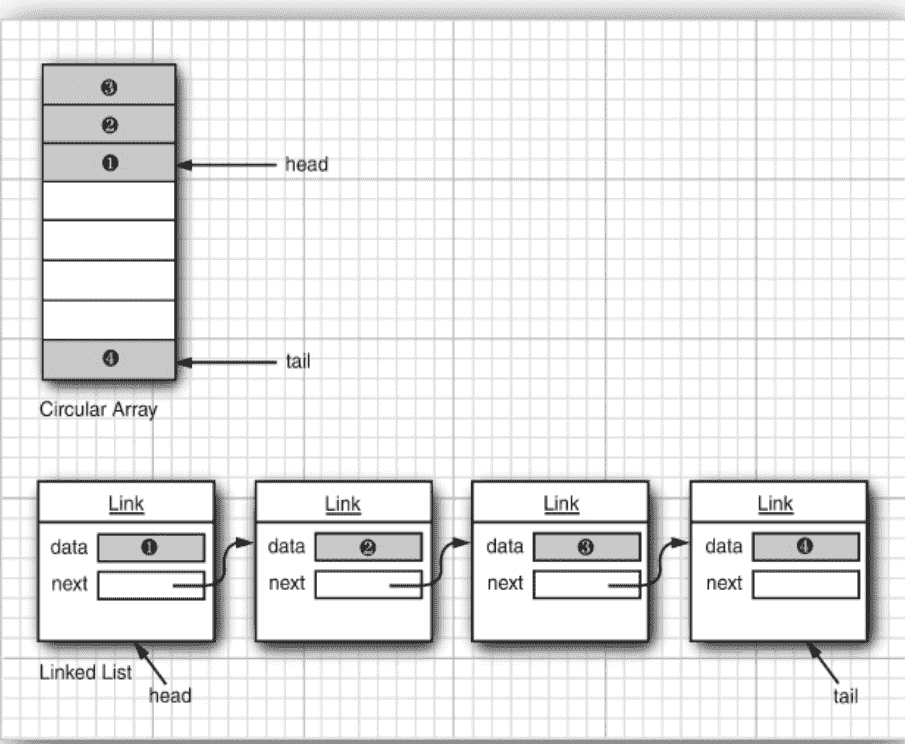 ❸
❷
❶
head
❹
tail
Circular Array
Link
data ❶
next
Link
data ❷
next
Link
data ❸
next
Link
data ❹
next
Linked List
head
tail